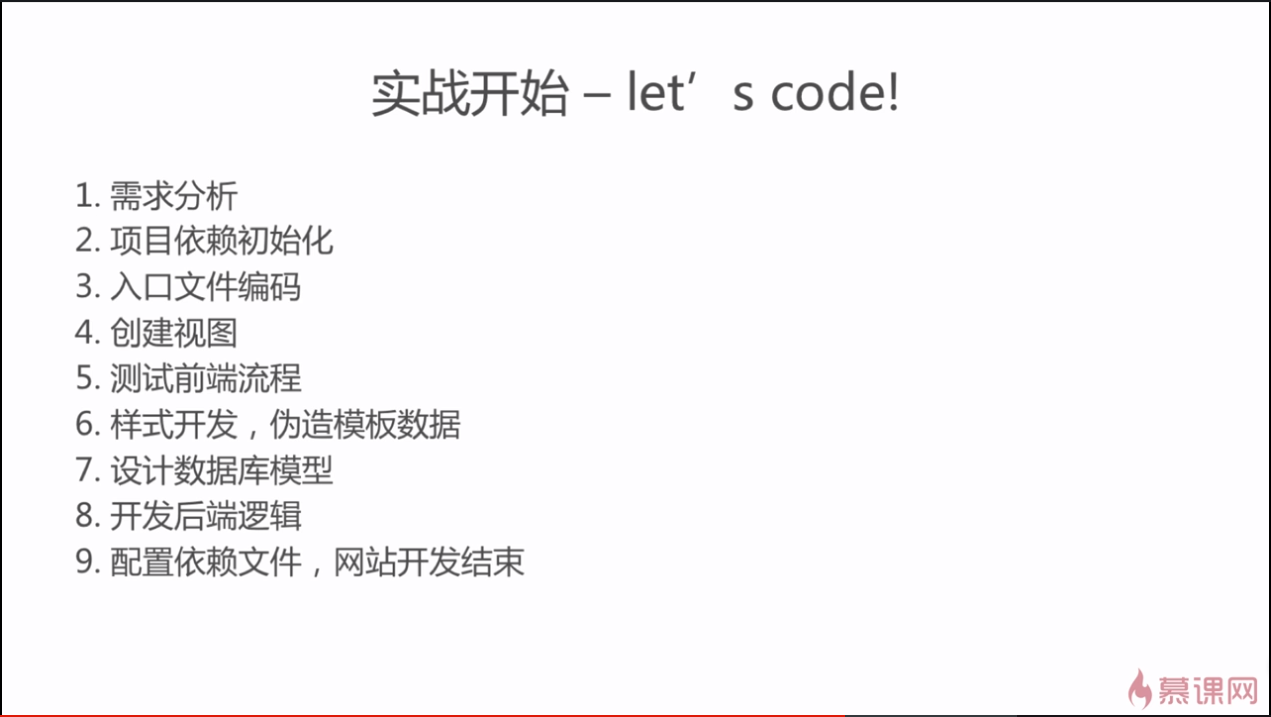 实战开始 – let’s code!
1. 需求分析
2. 项目依赖初始化
3. 入口文件编码
4. 创建视图
5. 测试前端流程
6. 样式开发，伪造模板数据
7. 设计数据库模型
8. 开发后端逻辑
9. 配置依赖文件，网站开发结束
慕课网